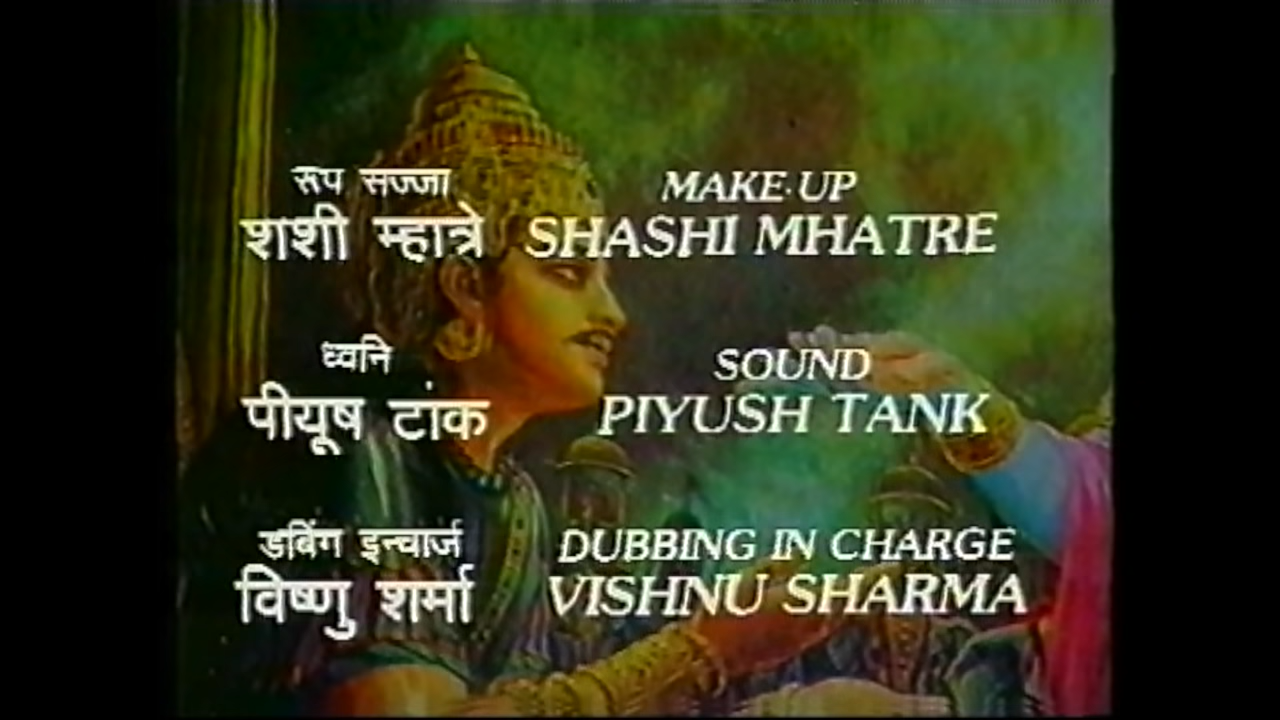 रूप सज्जा MAKE-UP
शशी म्हात्रे SHASHI MHATRE
ध्वनि SOUND
पीयूष टांक PIYUSH TANK
डबिंग इन्चार्ज DUBBING IN CHARGE
विष्णु शर्मा VISHNU SHARMA